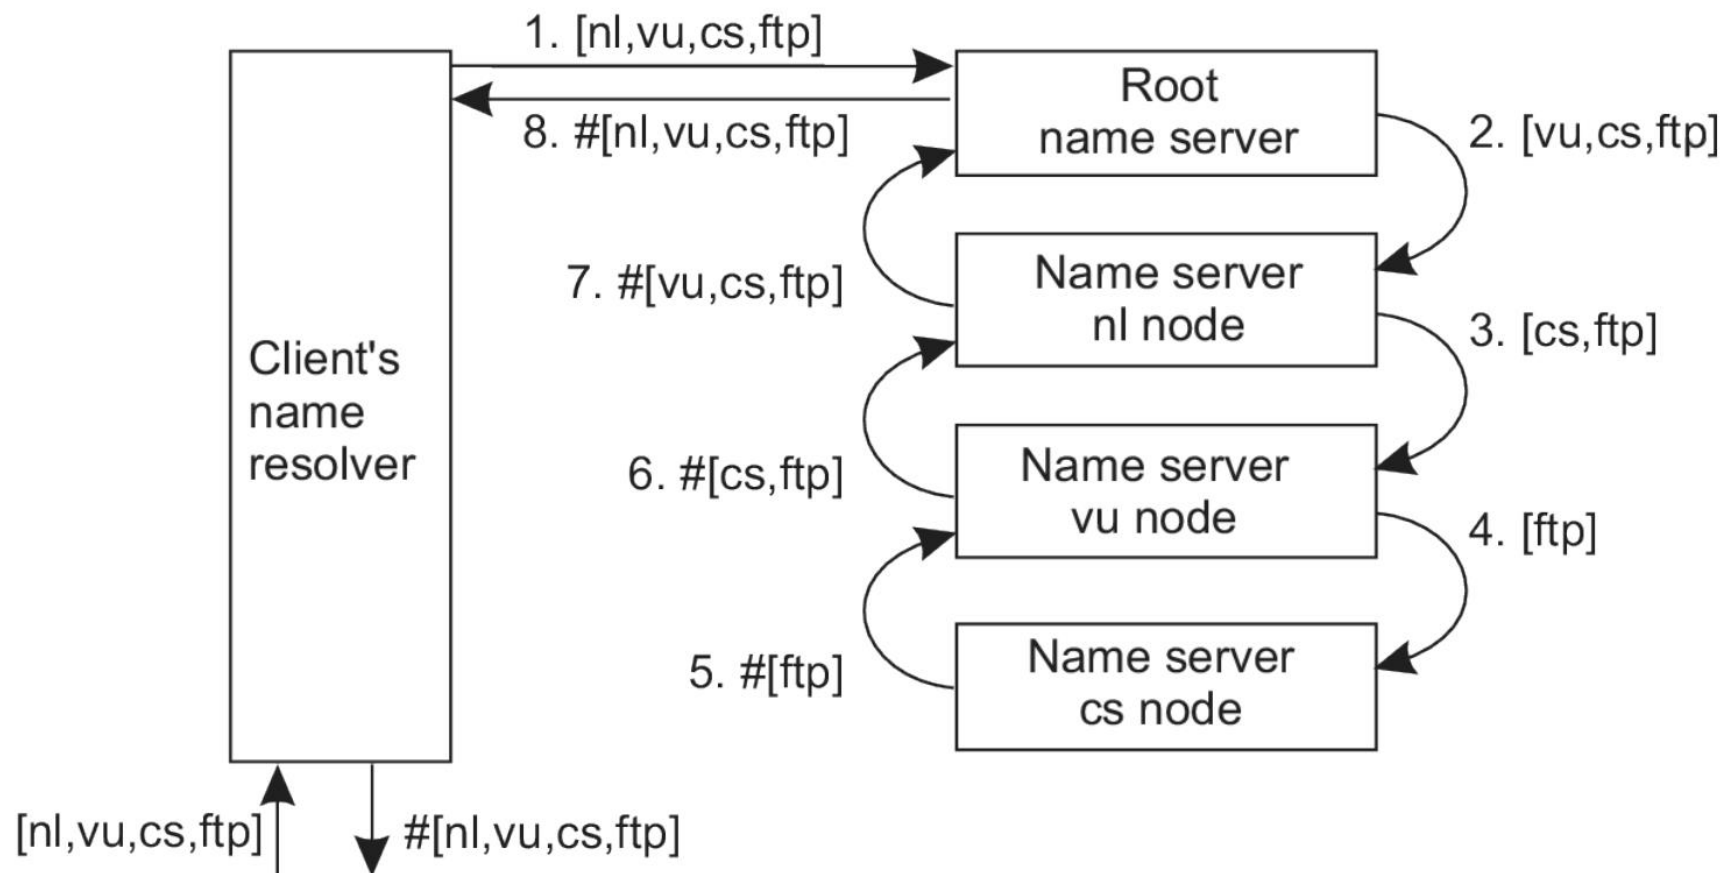 1. [nl,vu,cs,ftp]
8. #[nl,vu,cs,ftp]
Root
name server
2. [vu,cs,ftp]
7. #[vu,cs,ftp]
Name server
nl node
3. [cs,ftp]
Client's
name
resolver
6. #[cs,ftp]
Name server
vu node
4. [ftp]
5. #[ftp]
Name server
cs node
[nl,vu,cs,ftp]
#[nl,vu,cs,ftp]